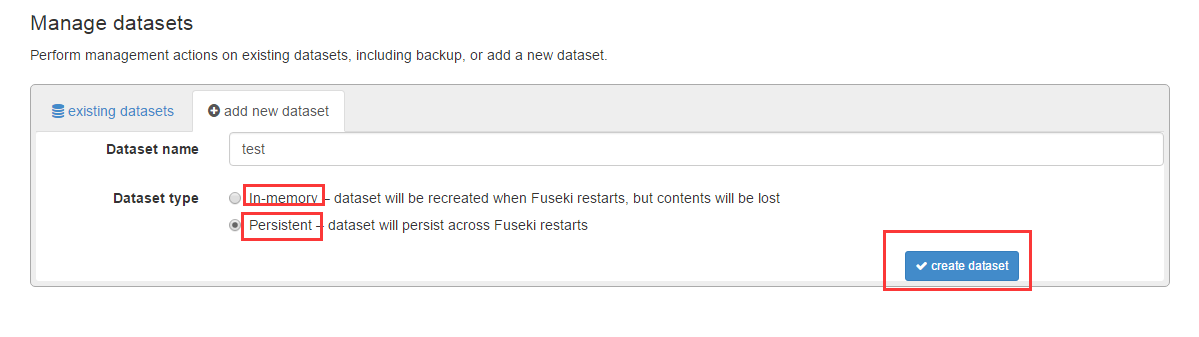 Manage datasets
Perform management actions on existing datasets, including backup, or add a new dataset.
existing datasets
add new dataset
Dataset name
test
Dataset type
In-memory – dataset will be recreated when Fuseki restarts, but contents will be lost
Persistent – dataset will persist across Fuseki restarts
create dataset